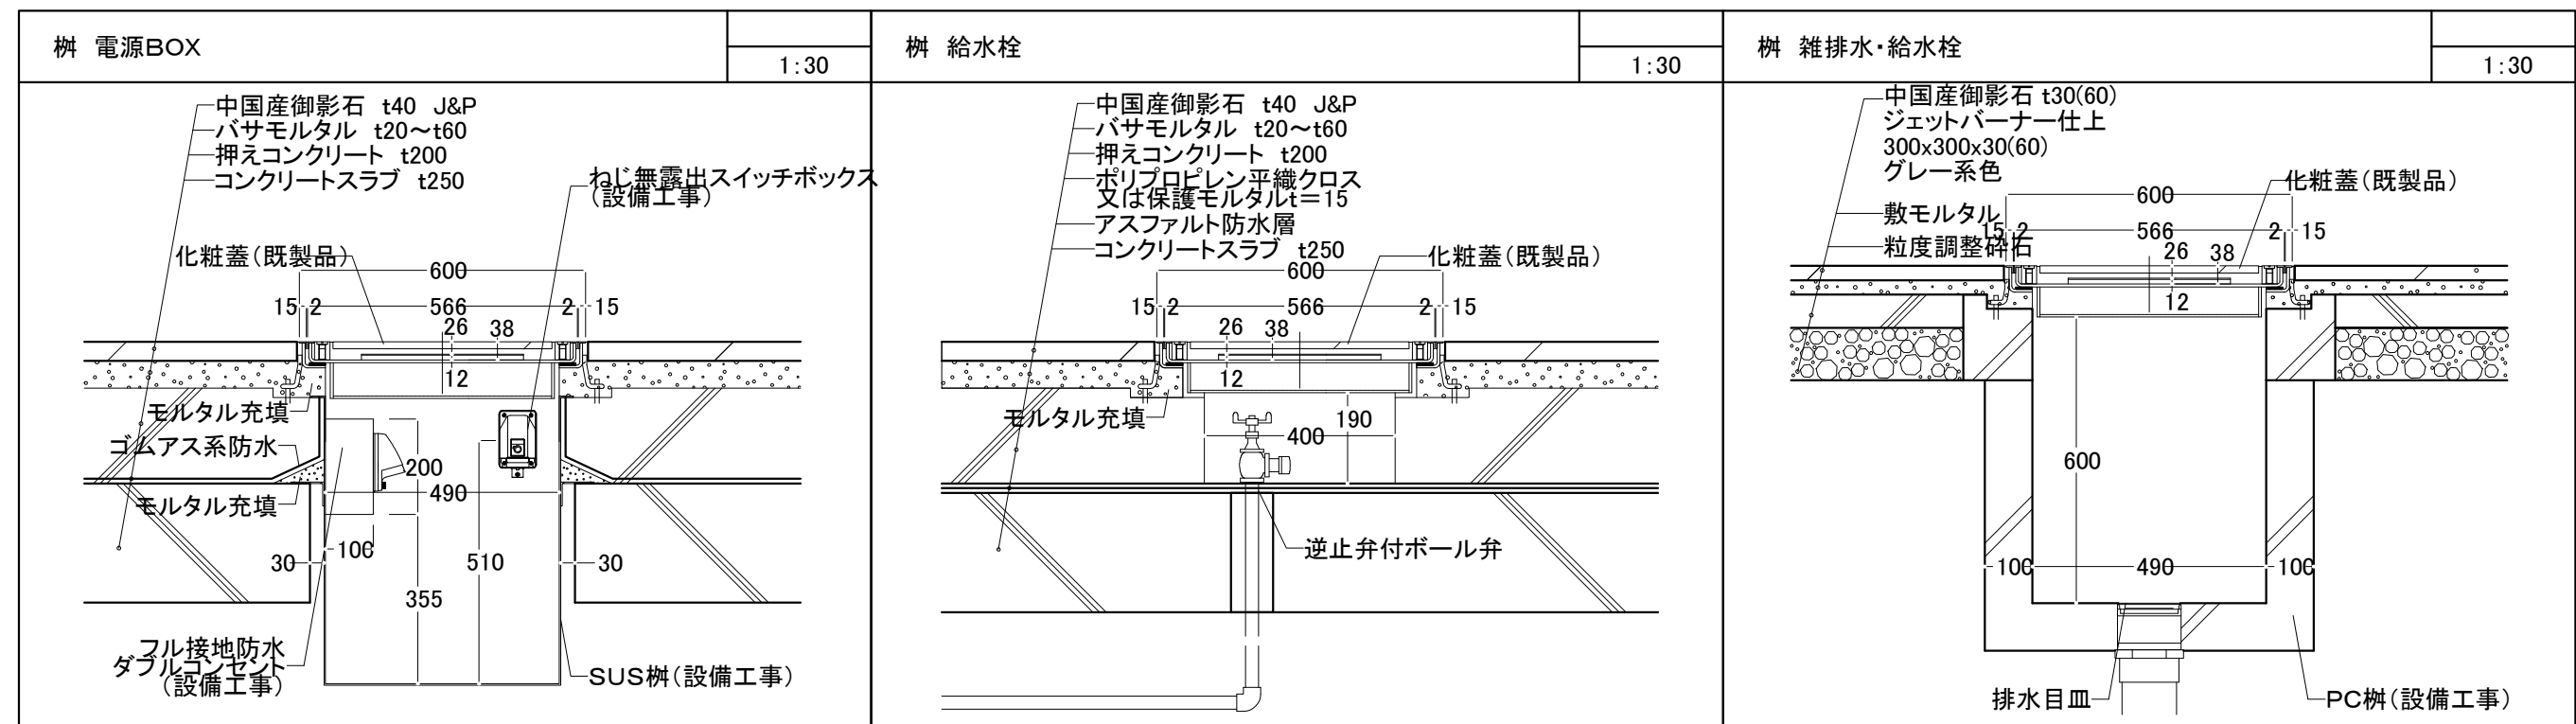 桝 電源BOX
1:30
中国産御影石 t40 J&P
バサモルタル t20～t60
押えコンクリート t200
コンクリートスラブ t250
ねじ無露出スイッチボックス
(設備工事)
化粧蓋(既製品)
600
15 2 566 2 15
26 38
12
モルタル充填
ゴムアス系防水
200
490
モルタル充填
100
30 510 30
355
フル接地防水
ダブルコンセント
(設備工事)
SUS桝(設備工事)
桝 給水栓
1:30
中国産御影石 t40 J&P
バサモルタル t20～t60
押えコンクリート t200
ポリプロピレン平織クロス
又は保護モルタルt＝15
アスファルト防水層
コンクリートスラブ t250
化粧蓋(既製品)
600
15 2 566 2 15
26 38
12
モルタル充填
190
400
逆止弁付ボール弁
桝 雑排水･給水栓
1:30
中国産御影石 t30(60)
ジェットバーナー仕上
300x300x30(60)
グレー系色
化粧蓋(既製品)
600
敷モルタル
15 2 566 2 15
粒度調整砕石
26 38
12
600
100 490 100
排水目皿
PC桝(設備工事)